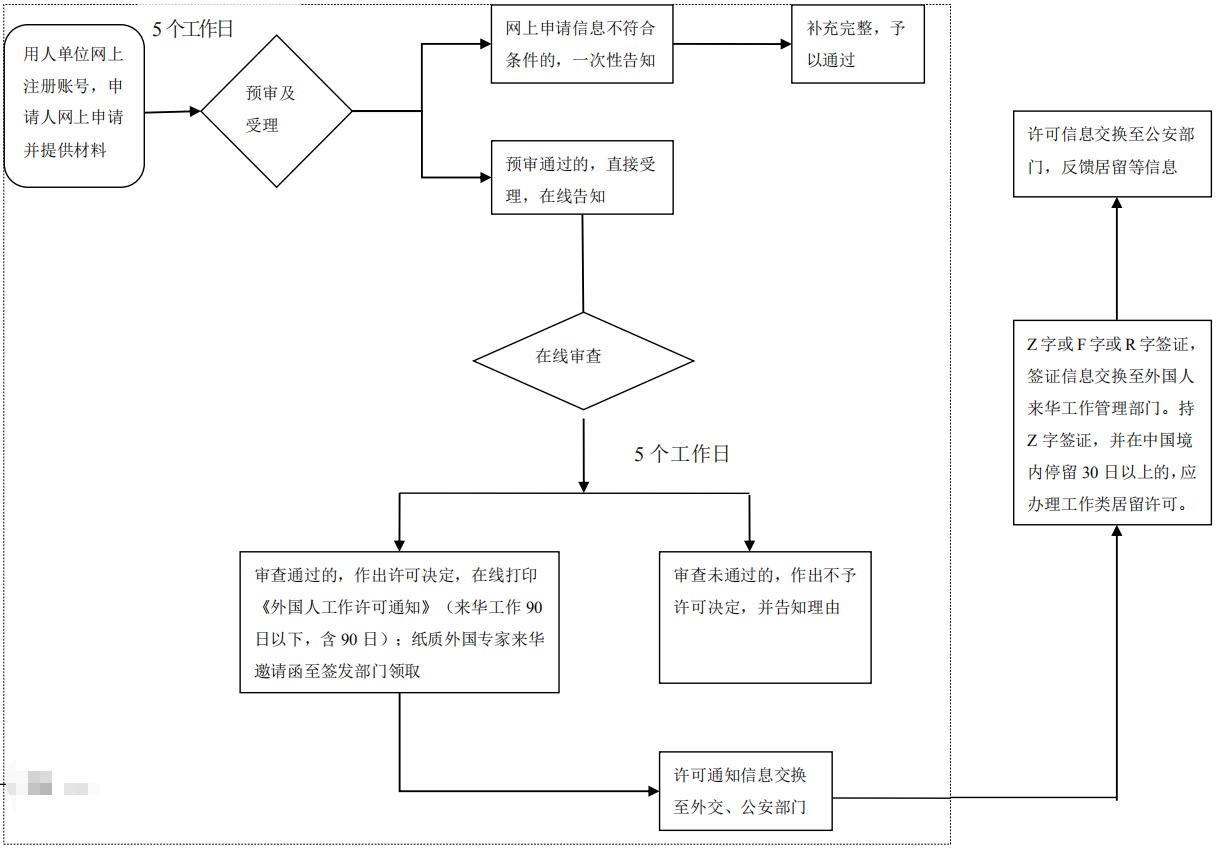 5 个工作日
用人单位网上
注册账号，申
请人网上申请
并提供材料
预审及
受理
网上申请信息不符合
条件的，一次性告知
补充完整，予
以通过
预审通过的，直接受
理，在线告知
在线审查
5 个工作日
审查通过的，作出许可决定，在线打印
《外国人工作许可通知》（来华工作 90
日以下，含 90 日）；纸质外国专家来华
邀请函至签发部门领取
审查未通过的，作出不予
许可决定，并告知理由
许可通知信息交换
至外交、公安部门
Z 字或 F 字或 R 字签证，
签证信息交换至外国人
来华工作管理部门。持
Z 字签证，并在中国境
内停留 30 日以上的，应
办理工作类居留许可。
许可信息交换至公安部
门，反馈居留等信息